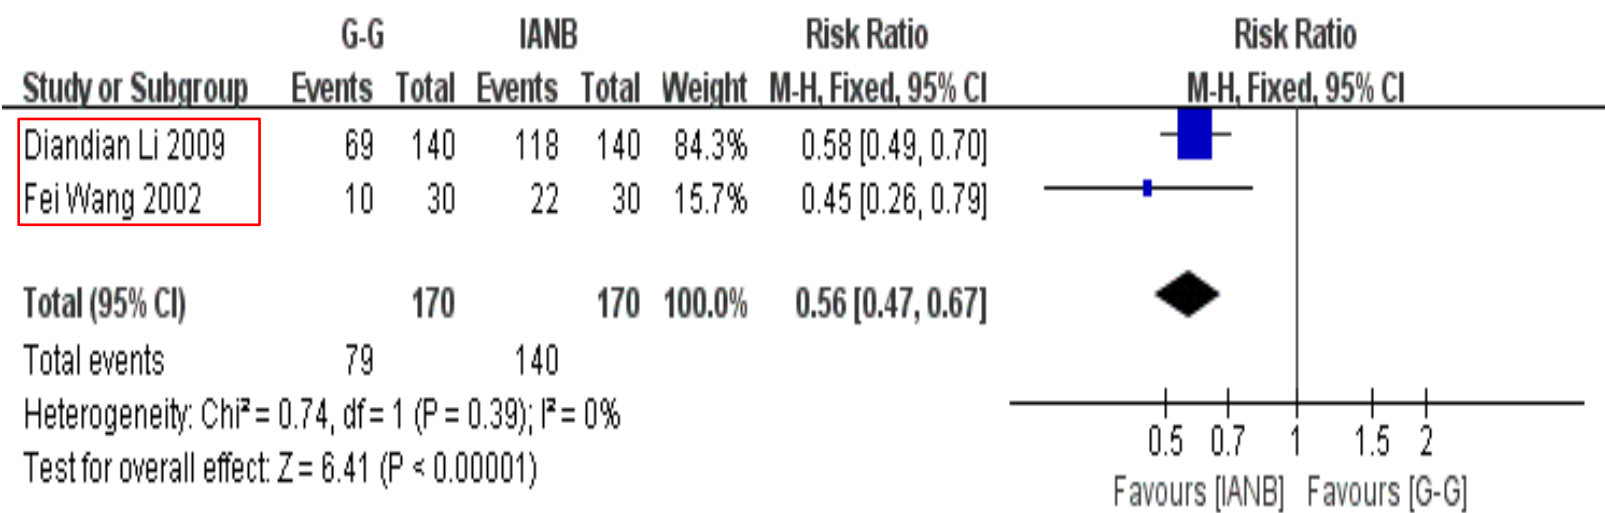 G-G IANB Risk Ratio Risk Ratio
Study or Subgroup Events Total Events Total Weight M-H, Fixed, 95% CI M-H, Fixed, 95% CI
Diandian Li 2009 69 140 118 140 84.3% 0.58 [0.49, 0.70]
Fei Wang 2002 10 30 22 30 15.7% 0.45 [0.26, 0.79]
Total (95% CI) 170 170 100.0% 0.56 [0.47, 0.67]
Total events 79 140
Heterogeneity: Chi² = 0.74, df = 1 (P = 0.39); I² = 0%
Test for overall effect: Z = 6.41 (P < 0.00001)
0.5 0.7 1 1.5 2
Favours [IANB] Favours [G-G]